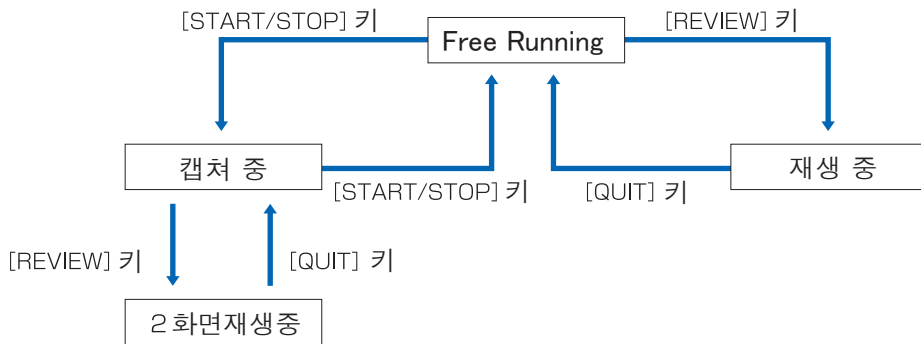 [START/STOP] 키
Free Running
[REVIEW] 키
캡쳐 중
재생 중
[START/STOP] 키
[QUIT] 키
[REVIEW] 키
[QUIT] 키
2화면재생중